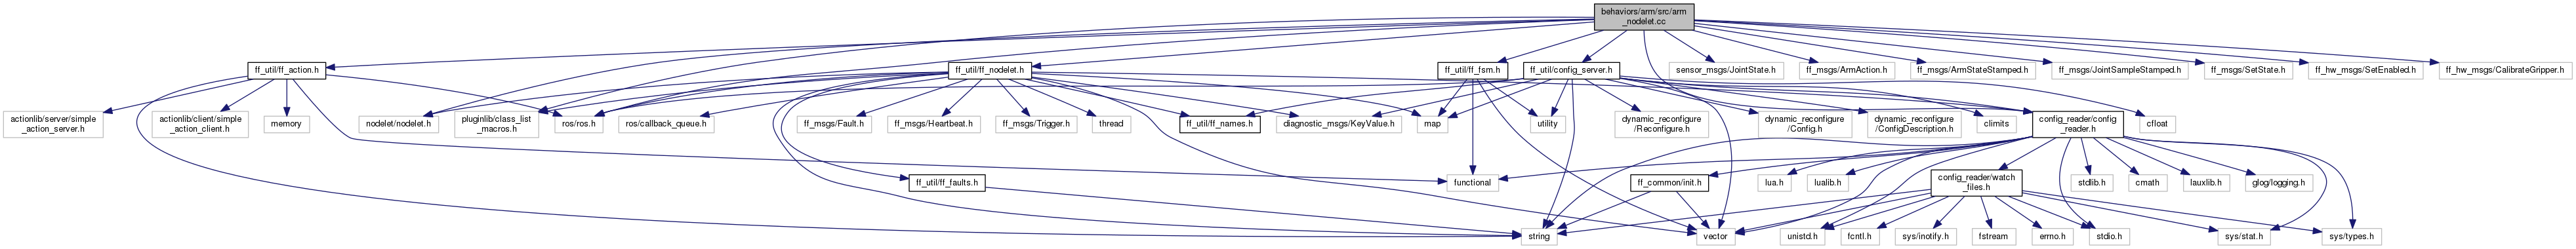 behaviors/arm/src/arm
_nodelet.cc
ff_util/ff_action.h
ff_util/ff_nodelet.h
ff_util/ff_fsm.h
ff_util/config_server.h
sensor_msgs/JointState.h
ff_msgs/ArmAction.h
ff_msgs/ArmStateStamped.h
ff_msgs/JointSampleStamped.h
ff_msgs/SetState.h
ff_hw_msgs/SetEnabled.h
ff_hw_msgs/CalibrateGripper.h
actionlib/server/simple
_action_server.h
actionlib/client/simple
_action_client.h
memory
nodelet/nodelet.h
pluginlib/class_list
_macros.h
ros/ros.h
ros/callback_queue.h
ff_msgs/Fault.h
ff_msgs/Heartbeat.h
ff_msgs/Trigger.h
thread
ff_util/ff_names.h
diagnostic_msgs/KeyValue.h
map
utility
dynamic_reconfigure
/Reconfigure.h
dynamic_reconfigure
/Config.h
dynamic_reconfigure
/ConfigDescription.h
climits
config_reader/config
_reader.h
cfloat
ff_util/ff_faults.h
functional
ff_common/init.h
lua.h
lualib.h
config_reader/watch
_files.h
stdlib.h
cmath
lauxlib.h
glog/logging.h
string
vector
unistd.h
fcntl.h
sys/inotify.h
fstream
errno.h
stdio.h
sys/stat.h
sys/types.h